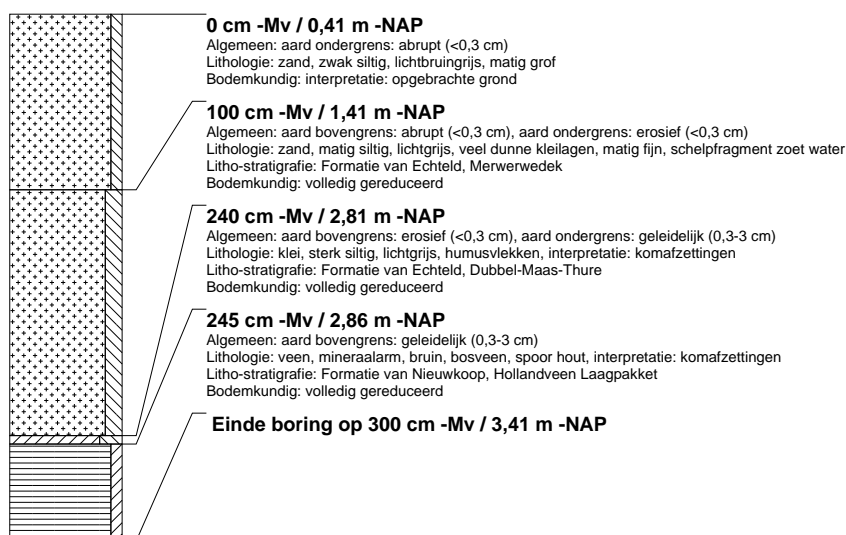 0 cm -Mv / 0,41 m -NAP
Algemeen: aard ondergrens: abrupt (<0,3 cm)
Lithologie: zand, zwak siltig, lichtbruingrijs, matig grof
Bodemkundig: interpretatie: opgebrachte grond
100 cm -Mv / 1,41 m -NAP
Algemeen: aard bovengrens: abrupt (<0,3 cm), aard ondergrens: erosief (<0,3 cm)
Lithologie: zand, matig siltig, lichtgrijs, veel dunne kleilagen, matig fijn, schelpfragment zoet water
Litho-stratigrafie: Formatie van Echteld, Merwerwedek
Bodemkundig: volledig gereduceerd
240 cm -Mv / 2,81 m -NAP
Algemeen: aard bovengrens: erosief (<0,3 cm), aard ondergrens: geleidelijk (0,3-3 cm)
Lithologie: klei, sterk siltig, lichtgrijs, humusvlekken, interpretatie: komafzettingen
Litho-stratigrafie: Formatie van Echteld, Dubbel-Maas-Thure
Bodemkundig: volledig gereduceerd
245 cm -Mv / 2,86 m -NAP
Algemeen: aard bovengrens: geleidelijk (0,3-3 cm)
Lithologie: veen, mineraalarm, bruin, bosveen, spoor hout, interpretatie: komafzettingen
Litho-stratigrafie: Formatie van Nieuwkoop, Hollandveen Laagpakket
Bodemkundig: volledig gereduceerd
Einde boring op 300 cm -Mv / 3,41 m -NAP